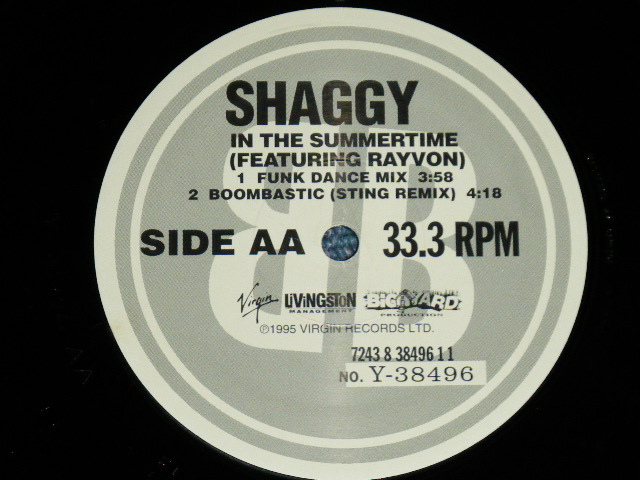 SHAGGY
IN THE SUMMERTIME
(FEATURING RAYVON)
1 FUNK DANCE MIX 3:58
2 BOOMBASTIC (STING REMIX) 4:18
SIDE AA 33.3 RPM
Virgin LiViNGSToN BIGYARD
MANAGEMENT PRODUCTION
©1995 VIRGIN RECORDS LTD.
7243 8 38496 1 1
NO. Y-38496